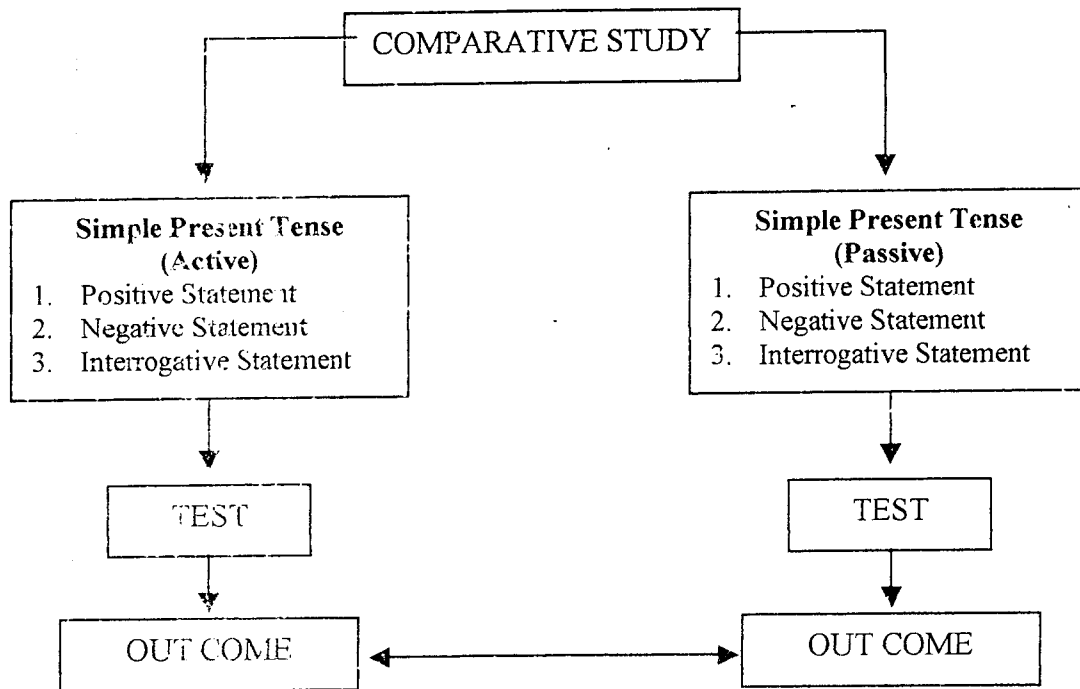 COMPARATIVE STUDY
Simple Present Tense
(Active)
1. Positive Statement
2. Negative Statement
3. Interrogative Statement
Simple Present Tense
(Passive)
1. Positive Statement
2. Negative Statement
3. Interrogative Statement
TEST
TEST
OUT COME
OUT COME